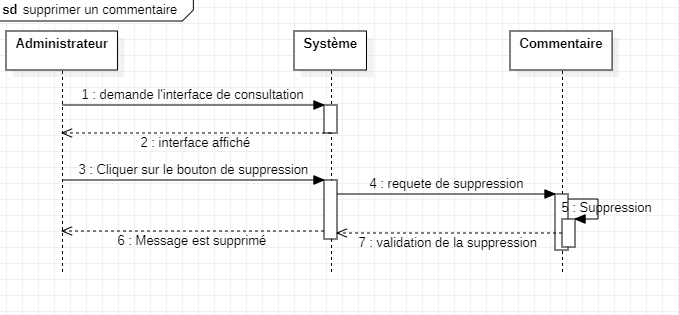 sd supprimer un commentaire
Administrateur
Système
Commentaire
1 : demande l'interface de consultation
2 : interface affiché
3 : Cliquer sur le bouton de suppression
4 : requete de suppression
5 : Suppression
6 : Message est supprimé
7 : validation de la suppression